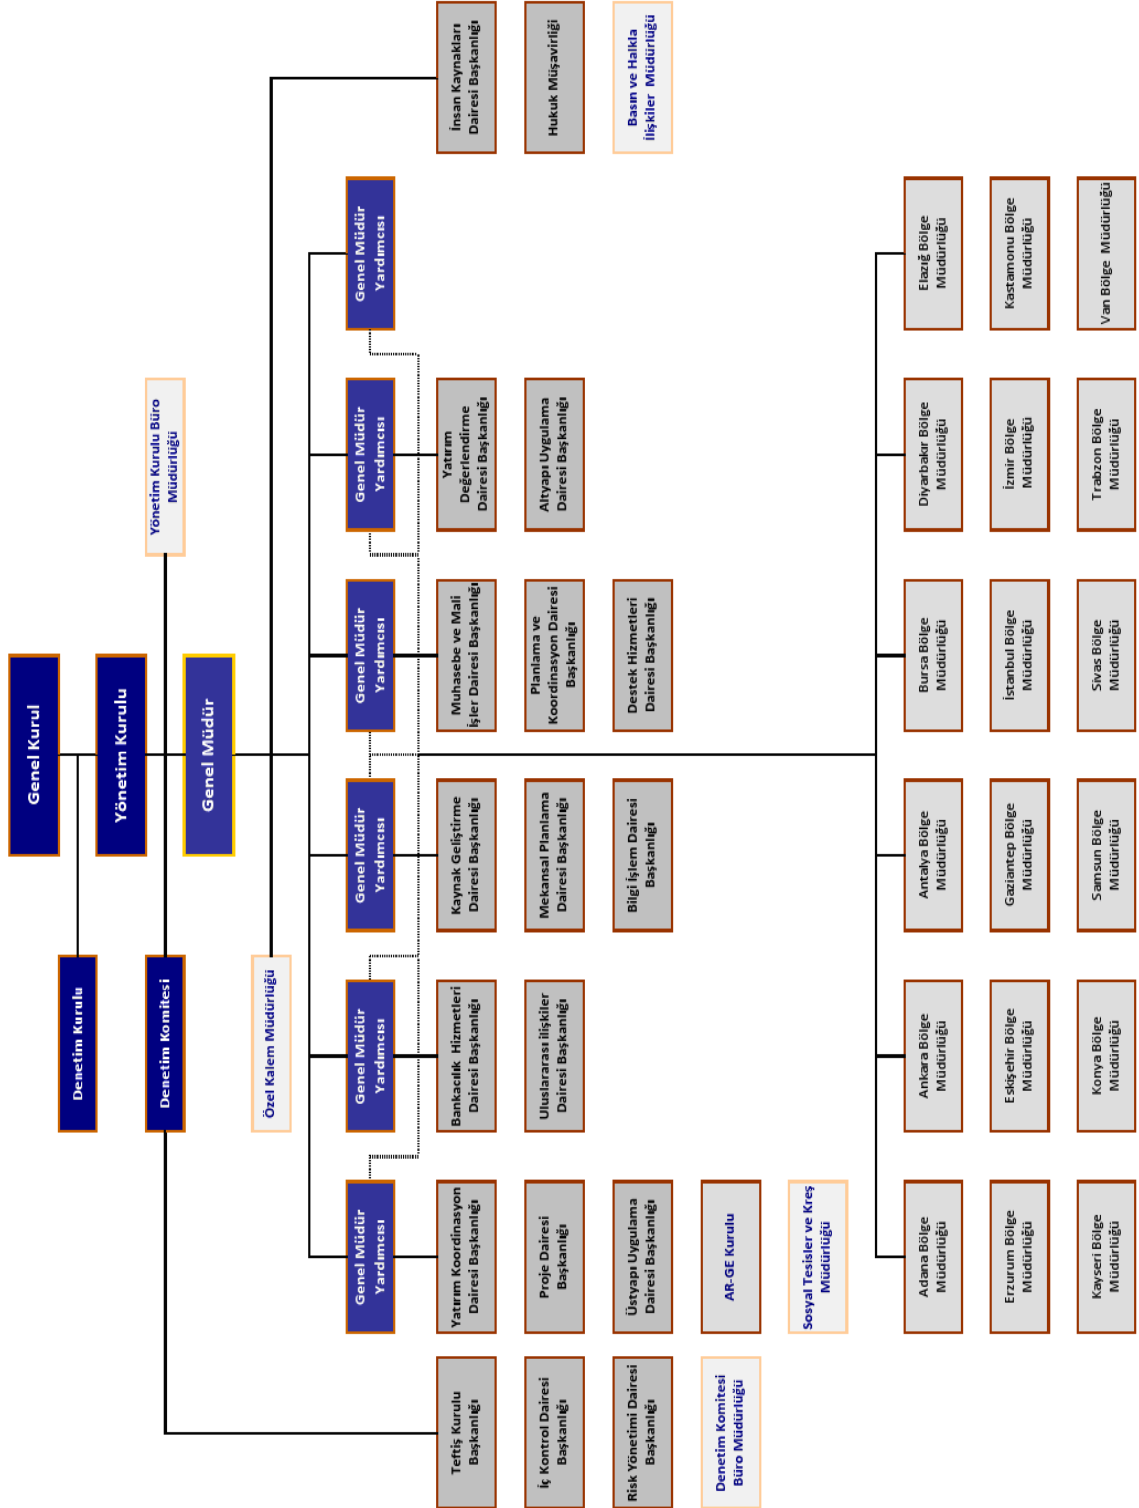 Genel Kurul
Denetim Kurulu
Yönetim Kurulu
Denetim Komitesi
Yönetim Kurulu Büro
Müdürlüğü
Genel Müdür
Özel Kalem Müdürlüğü
Genel Müdür
Yardımcısı
Genel Müdür
Yardımcısı
Genel Müdür
Yardımcısı
Genel Müdür
Yardımcısı
Genel Müdür
Yardımcısı
Genel Müdür
Yardımcısı
Teftiş Kurulu
Başkanlığı
İç Kontrol Dairesi
Başkanlığı
Risk Yönetimi Dairesi
Başkanlığı
Denetim Komitesi
Büro Müdürlüğü
Yatırım Koordinasyon
Dairesi Başkanlığı
Proje Dairesi
Başkanlığı
Üstyapı Uygulama
Dairesi Başkanlığı
AR-GE Kurulu
Sosyal Tesisler ve Kreş
Müdürlüğü
Bankacılık Hizmetleri
Dairesi Başkanlığı
Uluslararası ilişkiler
Dairesi Başkanlığı
Kaynak Geliştirme
Dairesi Başkanlığı
Mekansal Planlama
Dairesi Başkanlığı
Bilgi İşlem Dairesi
Başkanlığı
Muhasebe ve Mali
İşler Dairesi Başkanlığı
Planlama ve
Koordinasyon Dairesi
Başkanlığı
Destek Hizmetleri
Dairesi Başkanlığı
Yatırım
Değerlendirme
Dairesi Başkanlığı
Altyapı Uygulama
Dairesi Başkanlığı
İnsan Kaynakları
Dairesi Başkanlığı
Hukuk Müşavirliği
Basın ve Halkla
İlişkiler Müdürlüğü
Adana Bölge
Müdürlüğü
Ankara Bölge
Müdürlüğü
Antalya Bölge
Müdürlüğü
Bursa Bölge
Müdürlüğü
Diyarbakır Bölge
Müdürlüğü
Elazığ Bölge
Müdürlüğü
Erzurum Bölge
Müdürlüğü
Eskişehir Bölge
Müdürlüğü
Gaziantep Bölge
Müdürlüğü
İstanbul Bölge
Müdürlüğü
İzmir Bölge
Müdürlüğü
Kastamonu Bölge
Müdürlüğü
Kayseri Bölge
Müdürlüğü
Konya Bölge
Müdürlüğü
Samsun Bölge
Müdürlüğü
Sivas Bölge
Müdürlüğü
Trabzon Bölge
Müdürlüğü
Van Bölge Müdürlüğü